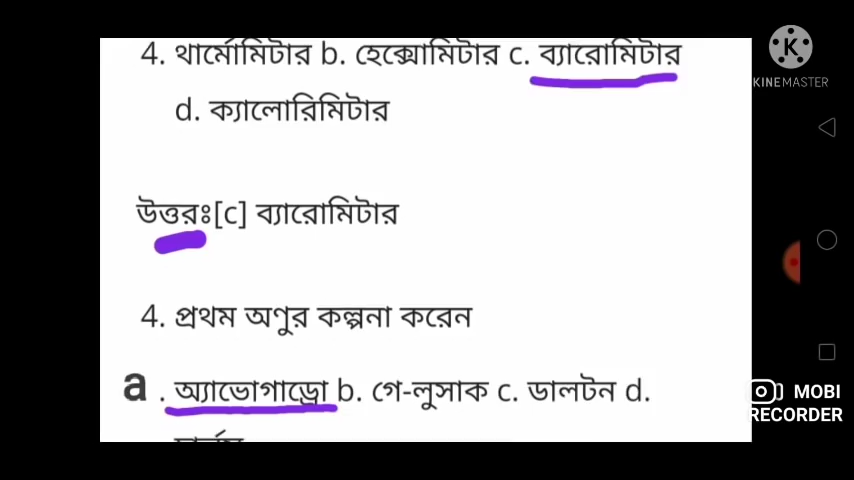 4. থার্মোমিটার b. হেক্সোমিটার c. ব্যারোমিটার
d. ক্যালোরিমিটার
উত্তরঃ[c] ব্যারোমিটার
4. প্রথম অণুর কল্পনা করেন
a . অ্যাভোগাড্রো b. গে-লুসাক c. ডালটন d.
KINEMASTER
MOBI
RECORDER